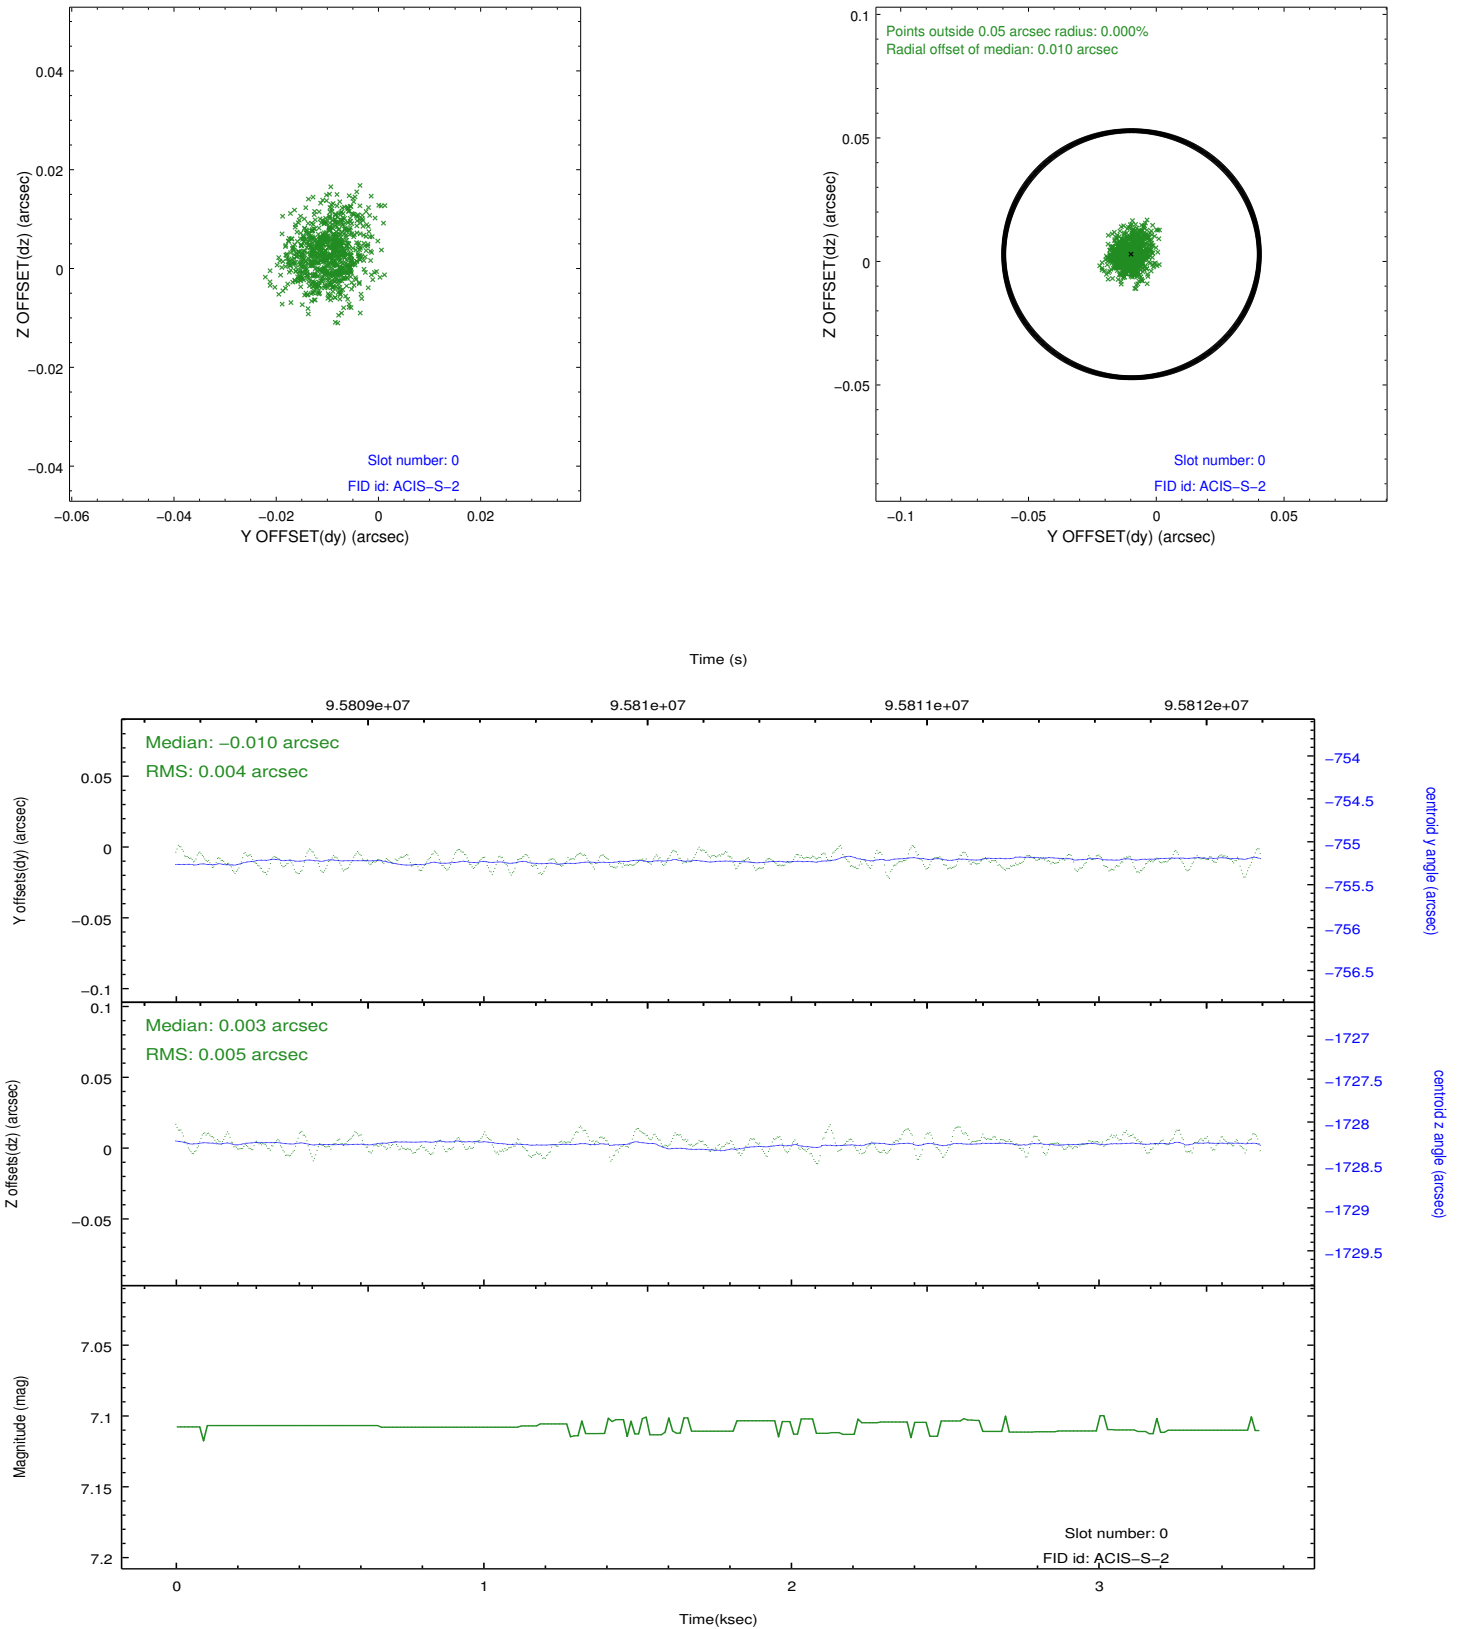 0.04
0.02
0
−0.02
−0.04
Z OFFSET(dz) (arcsec)
Slot number: 0
FID id: ACIS−S−2
−0.06 −0.04 −0.02 0 0.02
Y OFFSET(dy) (arcsec)
0.1
0.05
0
−0.05
Z OFFSET(dz) (arcsec)
Points outside 0.05 arcsec radius: 0.000%
Radial offset of median: 0.010 arcsec
Slot number: 0
FID id: ACIS−S−2
−0.1 −0.05 0 0.05
Y OFFSET(dy) (arcsec)
Time (s)
9.5809e+07 9.581e+07 9.5811e+07 9.5812e+07
Median: −0.010 arcsec
RMS: 0.004 arcsec
0.05
0
−0.05
−0.1
Y offsets(dy) (arcsec)
−754
−754.5
−755
−755.5
−756
−756.5
centroid y angle (arcsec)
Median: 0.003 arcsec
RMS: 0.005 arcsec
0.1
0.05
0
−0.05
Z offsets(dz) (arcsec)
−1727
−1727.5
−1728
−1728.5
−1729
−1729.5
centroid z angle (arcsec)
7.05
7.1
7.15
7.2
Magnitude (mag)
Slot number: 0
FID id: ACIS−S−2
0 1 2 3
Time(ksec)